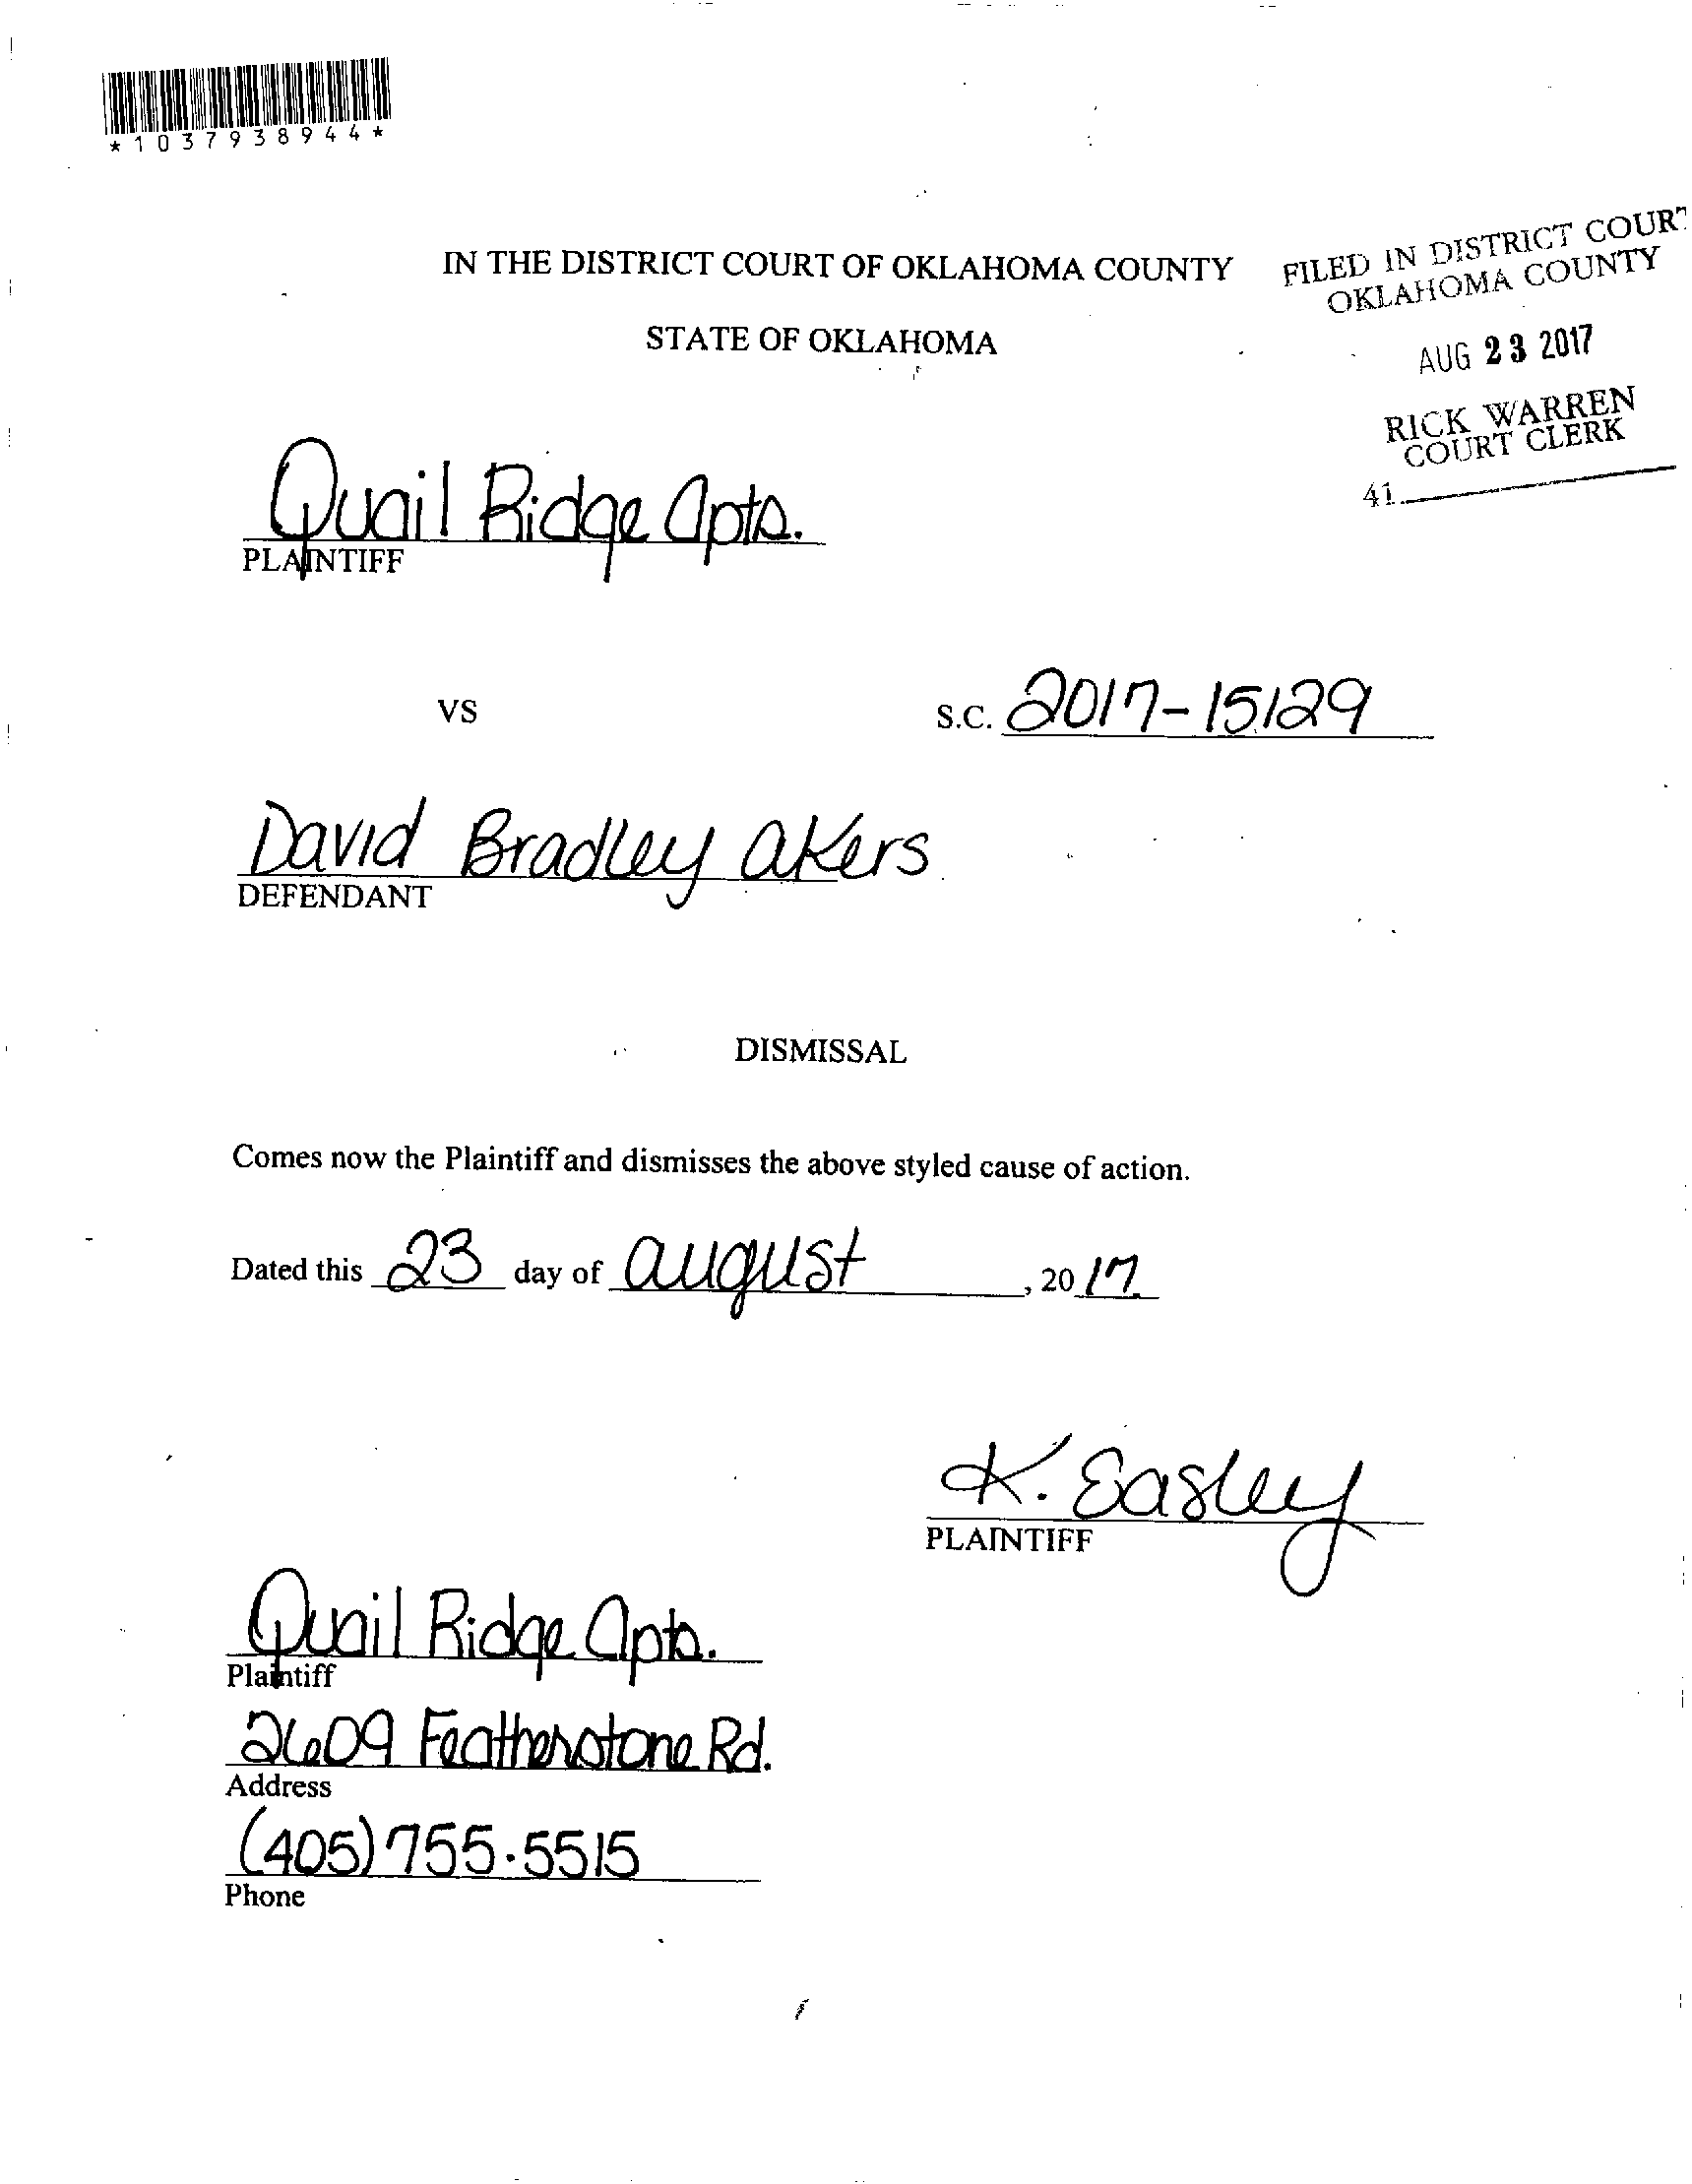 *1037938944*
IN THE DISTRICT COURT OF OKLAHOMA COUNTY
STATE OF OKLAHOMA
FILED IN DISTRICT COURT
OKLAHOMA COUNTY
AUG 23 2017
RICK WARREN
COURT CLERK
41
Quail Ridge Apts.
PLAINTIFF
VS
S.C. 2017-15129
David Bradley akers
DEFENDANT
DISMISSAL
Comes now the Plaintiff and dismisses the above styled cause of action.
Dated this 23 day of august, 2017.
K. Easley
PLAINTIFF
Quail Ridge Apts.
Plaintiff
2609 Featherstone Rd.
Address
(405) 755.5515
Phone